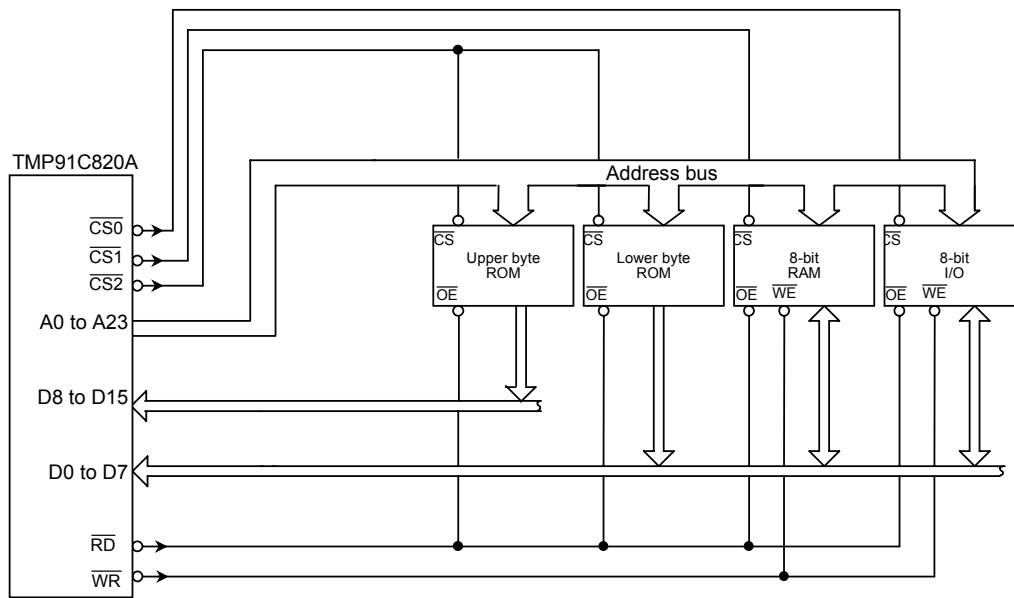 TMP91C820A
CS0
CS1
CS2
A0 to A23
D8 to D15
D0 to D7
RD
WR
Address bus
CS
Upper byte
ROM
OE
CS
Lower byte
ROM
OE
CS
8-bit
RAM
OE
WE
CS
8-bit
I/O
OE
WE